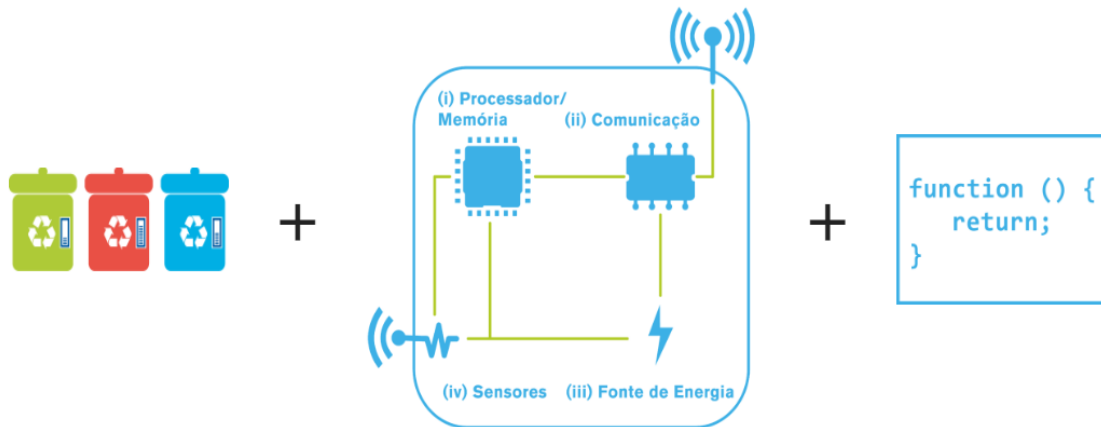 (i) Processador/
Memória
(ii) Comunicação
(iv) Sensores
(iii) Fonte de Energia
+
+
function () {
return;
}